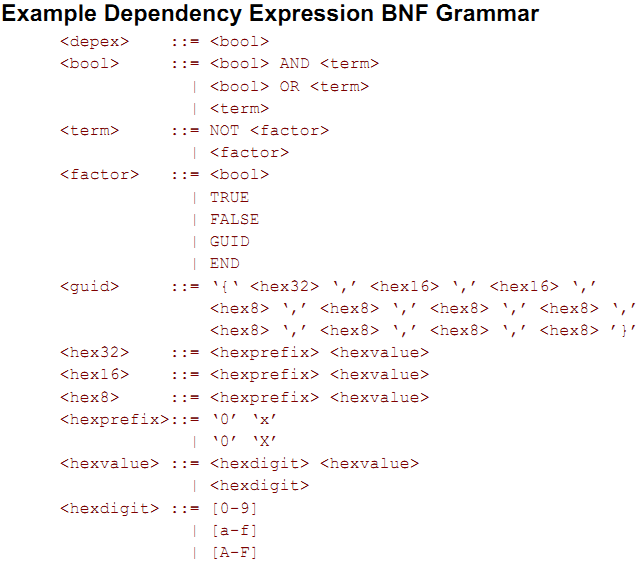 Example Dependency Expression BNF Grammar
<depex> ::= <bool>
<bool> ::= <bool> AND <term>
| <bool> OR <term>
| <term>
<term> ::= NOT <factor>
| <factor>
<factor> ::= <bool>
| TRUE
| FALSE
| GUID
| END
<guid> ::= ‘{‘ <hex32> ‘,’ <hex16> ‘,’ <hex16> ‘,’
<hex8> ‘,’ <hex8> ‘,’ <hex8> ‘,’ <hex8> ‘,’
<hex8> ‘,’ <hex8> ‘,’ <hex8> ‘,’ <hex8> ’}’
<hex32> ::= <hexprefix> <hexvalue>
<hex16> ::= <hexprefix> <hexvalue>
<hex8> ::= <hexprefix> <hexvalue>
<hexprefix>::= ‘0’ ‘x’
| ‘0’ ‘X’
<hexvalue> ::= <hexdigit> <hexvalue>
| <hexdigit>
<hexdigit> ::= [0-9]
| [a-f]
| [A-F]